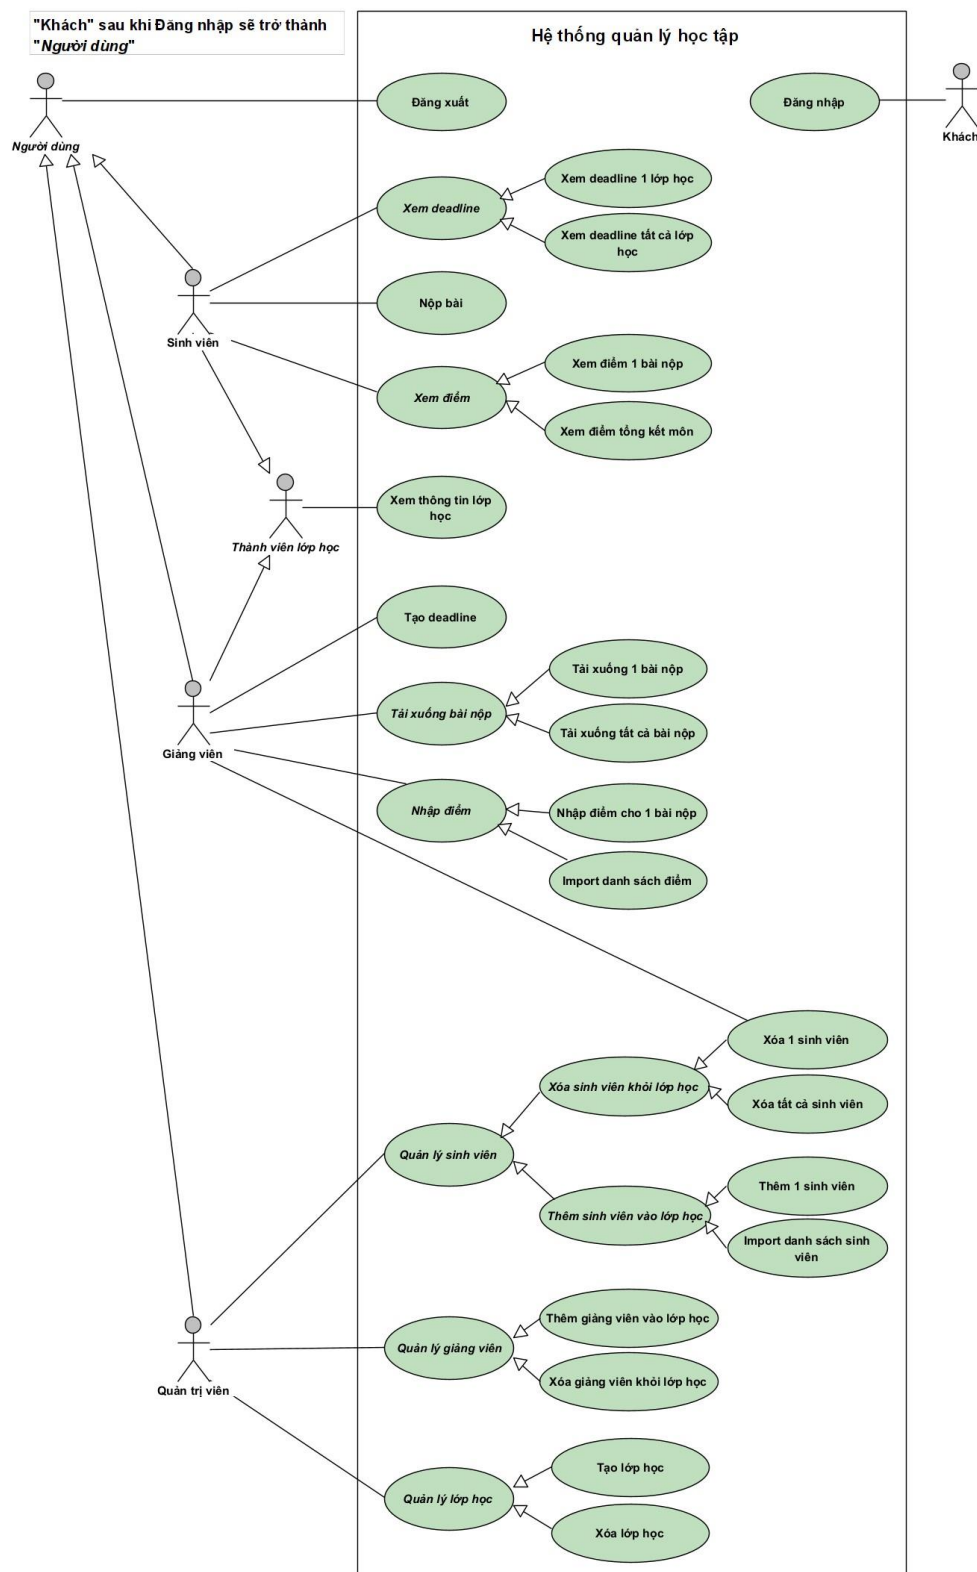 "Khách" sau khi Đăng nhập sẽ trở thành
"Người dùng"
Hệ thống quản lý học tập
Đăng xuất
Đăng nhập
Khách
Người dùng
Xem deadline
Xem deadline 1 lớp học
Xem deadline tất cả lớp
học
Sinh viên
Nộp bài
Xem điểm
Xem điểm 1 bài nộp
Xem điểm tổng kết môn
Thành viên lớp học
Xem thông tin lớp
học
Tạo deadline
Giảng viên
Tải xuống bài nộp
Tải xuống 1 bài nộp
Tải xuống tất cả bài nộp
Nhập điểm
Nhập điểm cho 1 bài nộp
Import danh sách điểm
Xóa 1 sinh viên
Xóa sinh viên khỏi lớp học
Xóa tất cả sinh viên
Quản lý sinh viên
Thêm 1 sinh viên
Thêm sinh viên vào lớp học
Import danh sách sinh
viên
Quản trị viên
Quản lý giảng viên
Thêm giảng viên vào lớp học
Xóa giảng viên khỏi lớp học
Quản lý lớp học
Tạo lớp học
Xóa lớp học